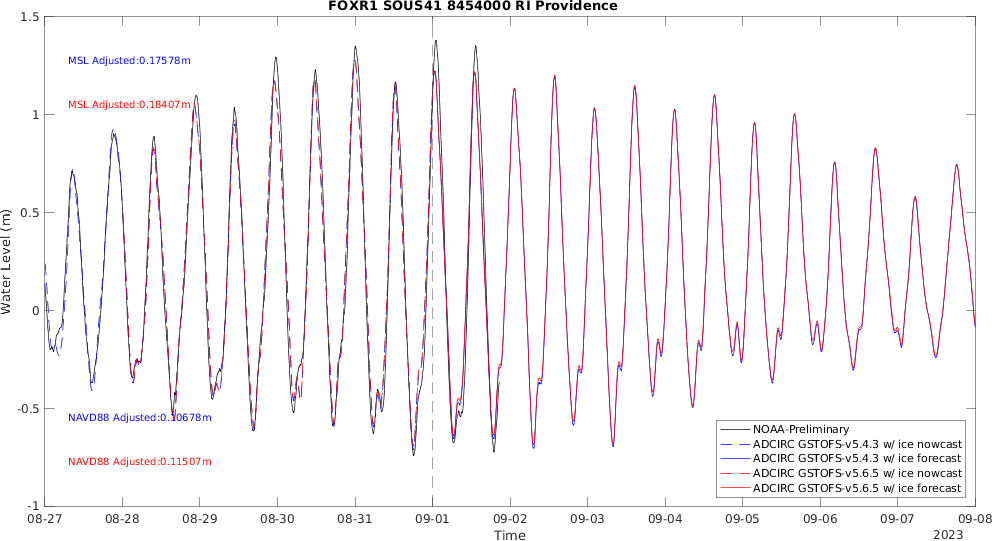 FOXR1 SOUS41 8454000 RI Providence
1.5
1
0.5
0
-0.5
-1
Water Level (m)
MSL Adjusted:0.17578m
MSL Adjusted:0.18407m
NAVD88 Adjusted:0.10678m
NAVD88 Adjusted:0.11507m
NOAA-Preliminary
ADCIRC GSTOFS-v5.4.3 w/ ice nowcast
ADCIRC GSTOFS-v5.4.3 w/ ice forecast
ADCIRC GSTOFS-v5.6.5 w/ ice nowcast
ADCIRC GSTOFS-v5.6.5 w/ ice forecast
08-27 08-28 08-29 08-30 08-31 09-01 09-02 09-03 09-04 09-05 09-06 09-07 09-08
Time
2023